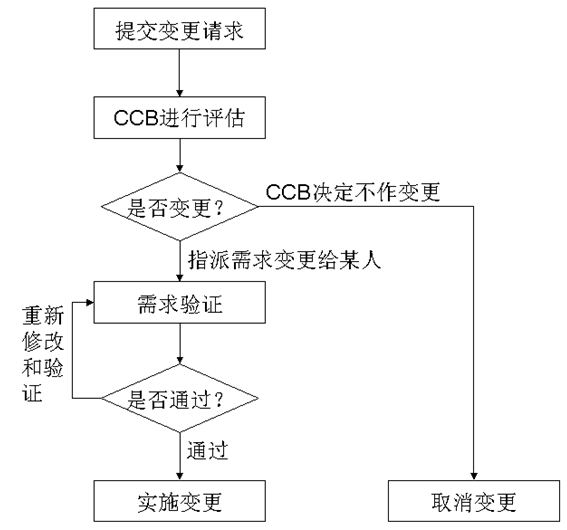 提交变更请求
CCB进行评估
是否变更?
CCB决定不作变更
指派需求变更给某人
需求验证
重新
修改
和验
证
是否通过?
通过
实施变更
取消变更